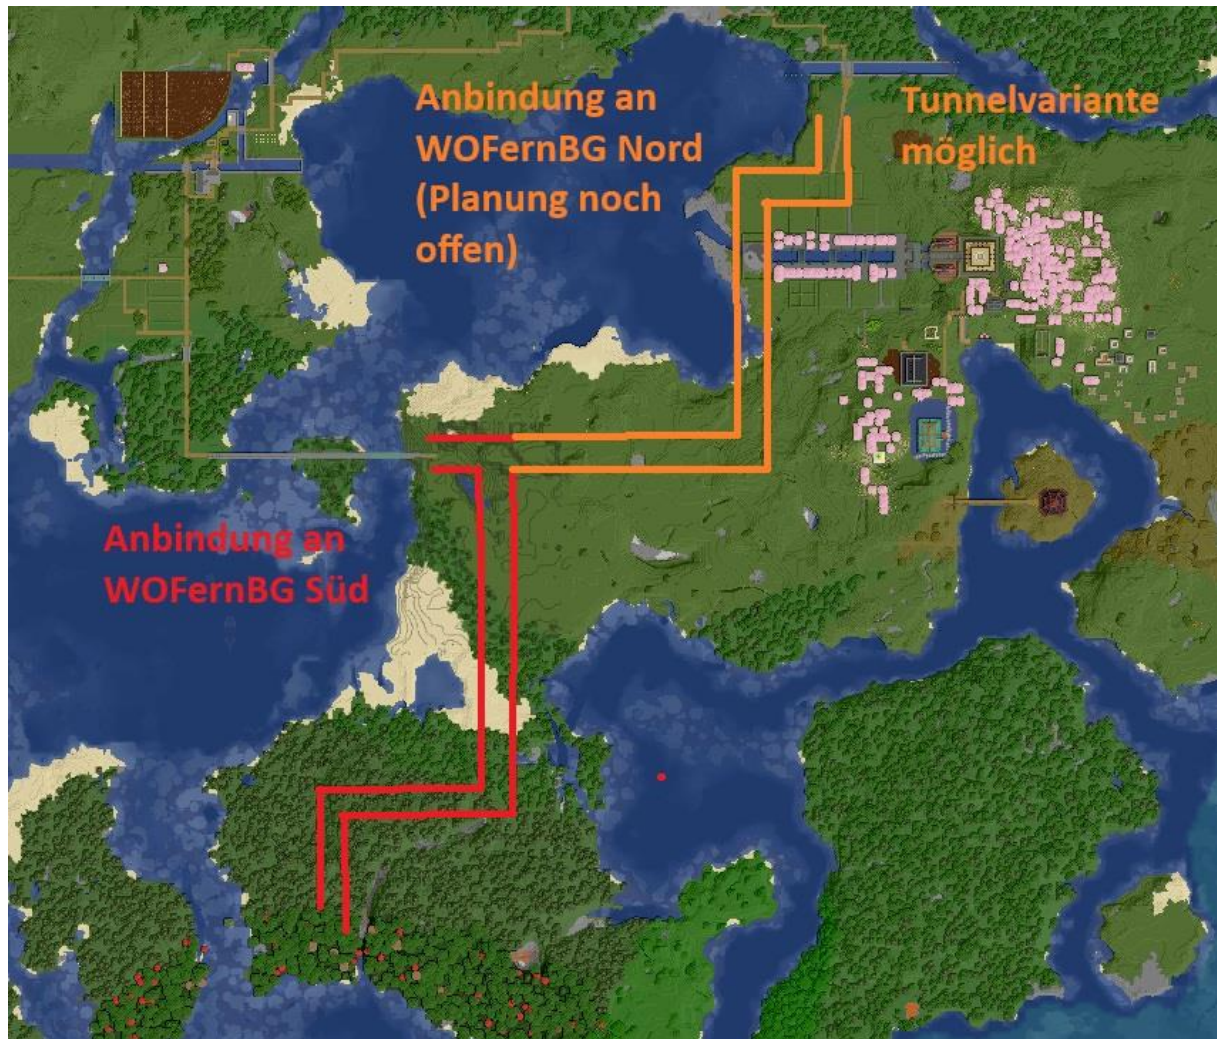 Anbindung an
WOFernBG Nord
(Planung noch
offen)
Tunnelvariante
möglich
Anbindung an
WOFernBG Süd